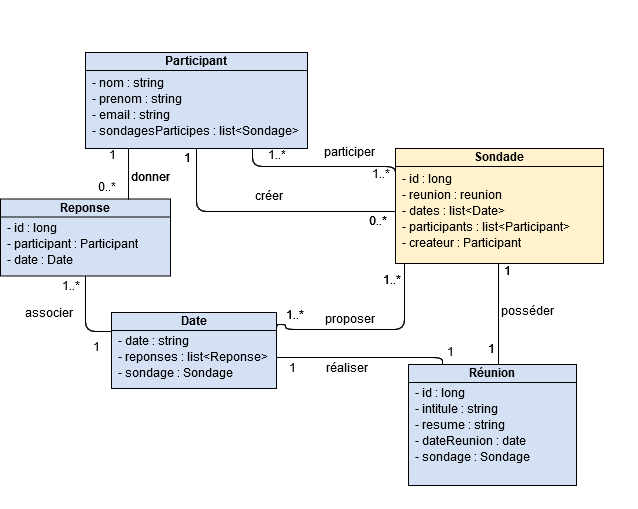 Participant
- nom : string
- prenom : string
- email : string
- sondagesParticipes : list<Sondage>
1
1
1..*
participer
1..*
donner
0..*
créer
0..*
Sondade
- id : long
- reunion : reunion
- dates : list<Date>
- participants : list<Participant>
- createur : Participant
Reponse
- id : long
- participant : Participant
- date : Date
1..*
associer
1
1..*
1
posséder
Date
- date : string
- reponses : list<Reponse>
- sondage : Sondage
1..*
proposer
1
réaliser
1
1
Réunion
- id : long
- intitule : string
- resume : string
- dateReunion : date
- sondage : Sondage